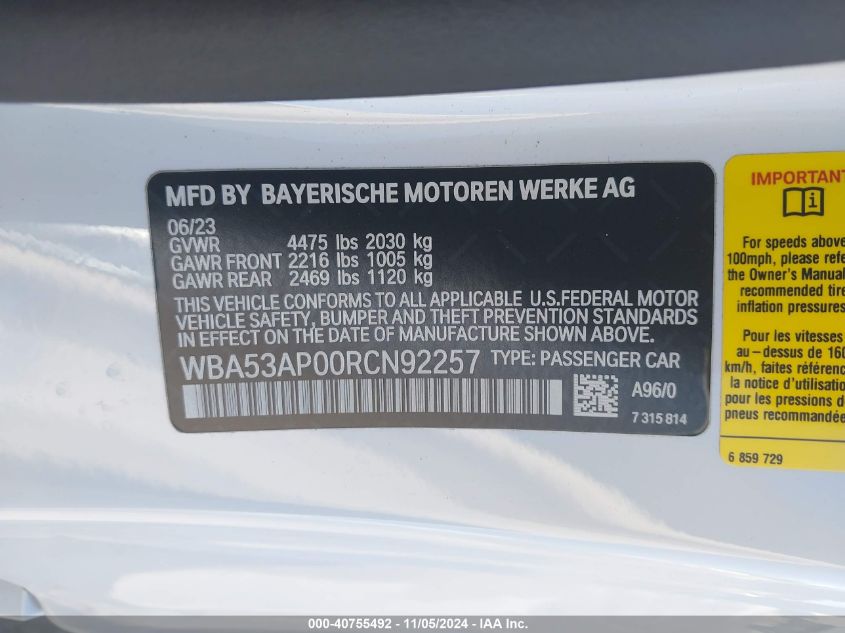 MFD BY BAYERISCHE MOTOREN WERKE AG
06/23
GVWR 4475 lbs 2030 kg
GAWR FRONT 2216 lbs 1005 kg
GAWR REAR 2469 lbs 1120 kg
THIS VEHICLE CONFORMS TO ALL APPLICABLE U.S.FEDERAL MOTOR
VEHICLE SAFETY, BUMPER AND THEFT PREVENTION STANDARDS
IN EFFECT ON THE DATE OF MANUFACTURE SHOWN ABOVE.
WBA53AP00RCN92257 TYPE: PASSENGER CAR
A96/0
7 315 814
IMPORTANT
For speeds above
100mph, please refe
the Owner's Manual
recommended tire
inflation pressures
Pour les vitesses
au-dessus de 160
km/h, faites référenc
la notice d'utilisation
pour les pressions de
pneus recommandée
6 859 729
000-40755492 - 11/05/2024 - IAA Inc.